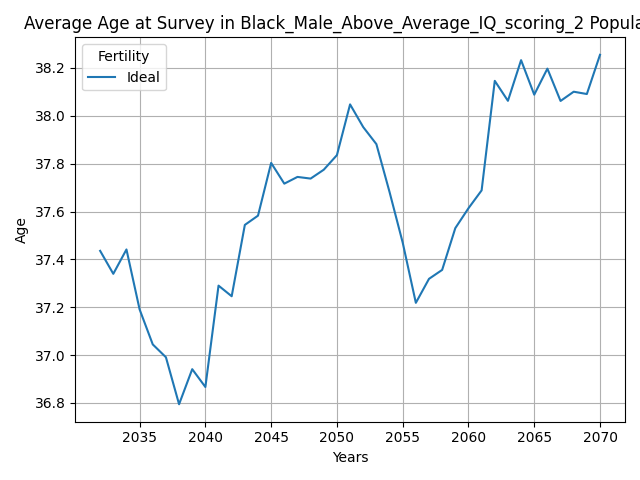 Average Age at Survey in Black_Male_Above_Average_IQ_scoring_2 Popula
Fertility
Ideal
38.2
38.0
37.8
37.6
37.4
37.2
37.0
36.8
Age
2035 2040 2045 2050 2055 2060 2065 2070
Years